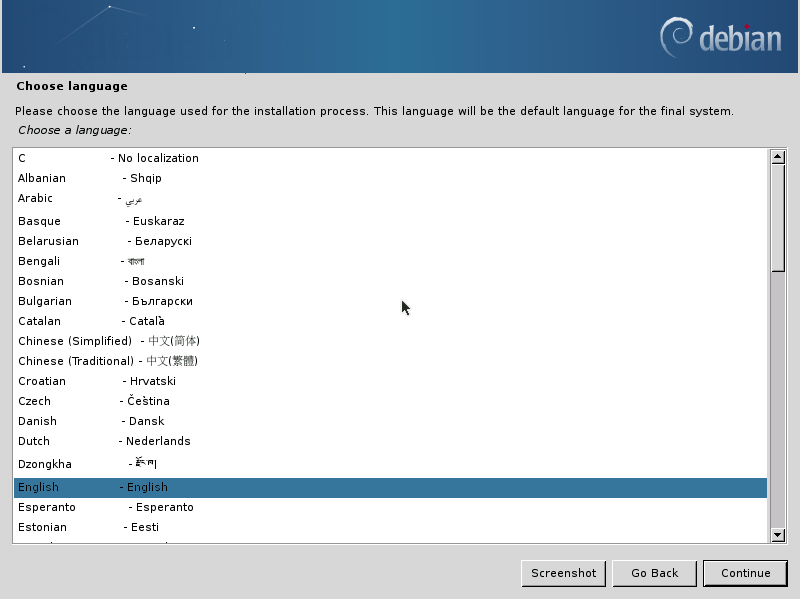 debian
Choose language
Please choose the language used for the installation process. This language will be the default language for the final system.
Choose a language:
C - No localization
Albanian - Shqip
Arabic - عربي
Basque - Euskaraz
Belarusian - Беларускі
Bengali - বাংলা
Bosnian - Bosanski
Bulgarian - Български
Catalan - Català
Chinese (Simplified) - 中文(简体)
Chinese (Traditional) - 中文(繁體)
Croatian - Hrvatski
Czech - Čeština
Danish - Dansk
Dutch - Nederlands
Dzongkha - རྫོང་ཁ།
English - English
Esperanto - Esperanto
Estonian - Eesti
Screenshot Go Back Continue